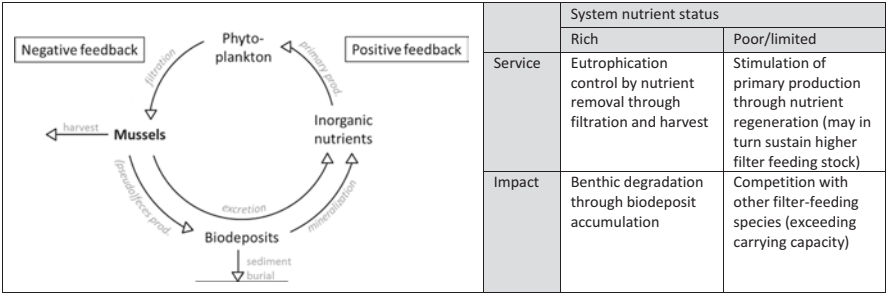 Negative feedback
Phyto-
plankton
Positive feedback
filtration
primary prod.
harvest
Mussels
Inorganic
nutrients
(pseudo)feces prod.
excretion
mineralization
Biodeposits
sediment
burial
System nutrient status
Rich
Poor/limited
Service
Eutrophication
control by nutrient
removal through
filtration and harvest
Stimulation of
primary production
through nutrient
regeneration (may in
turn sustain higher
filter feeding stock)
Impact
Benthic degradation
through biodeposit
accumulation
Competition with
other filter-feeding
species (exceeding
carrying capacity)